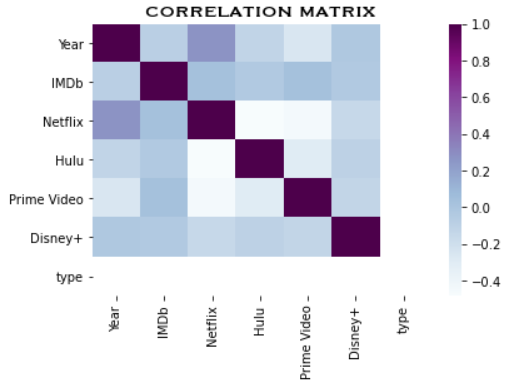 CORRELATION MATRIX
Year
IMDb
Netflix
Hulu
Prime Video
Disney+
type
Year
IMDb
Netflix
Hulu
Prime Video
Disney+
type
1.0
0.8
0.6
0.4
0.2
0.0
−0.2
−0.4